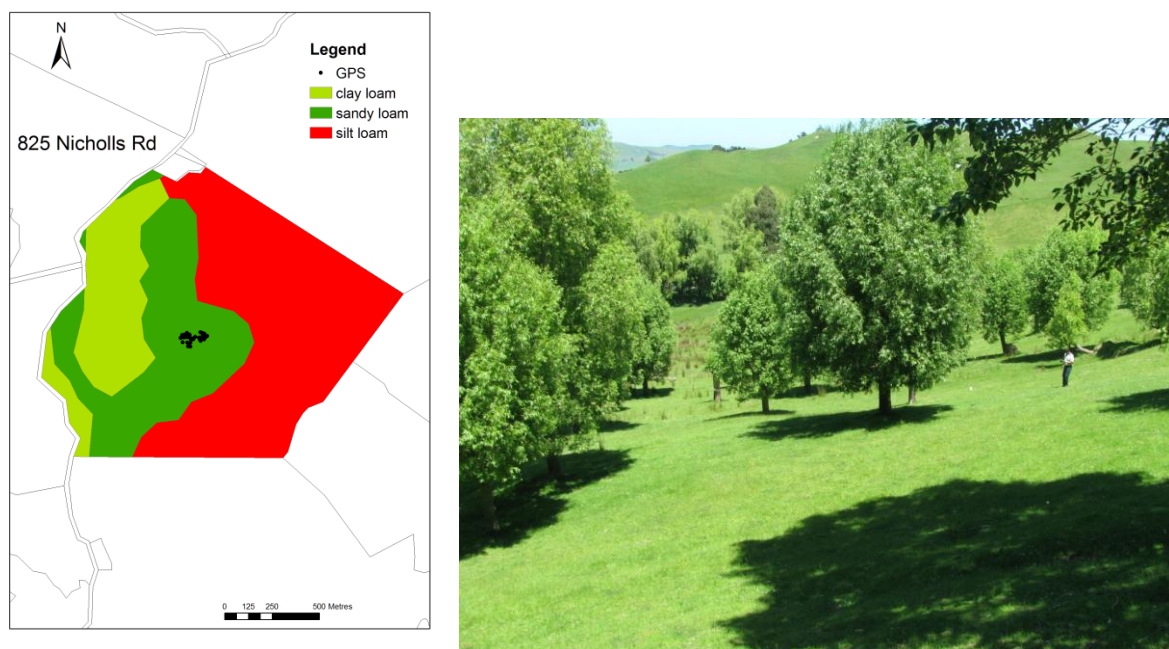 N
Legend
GPS
clay loam
sandy loam
silt loam
825 Nicholls Rd
0 125 250 500 Metres